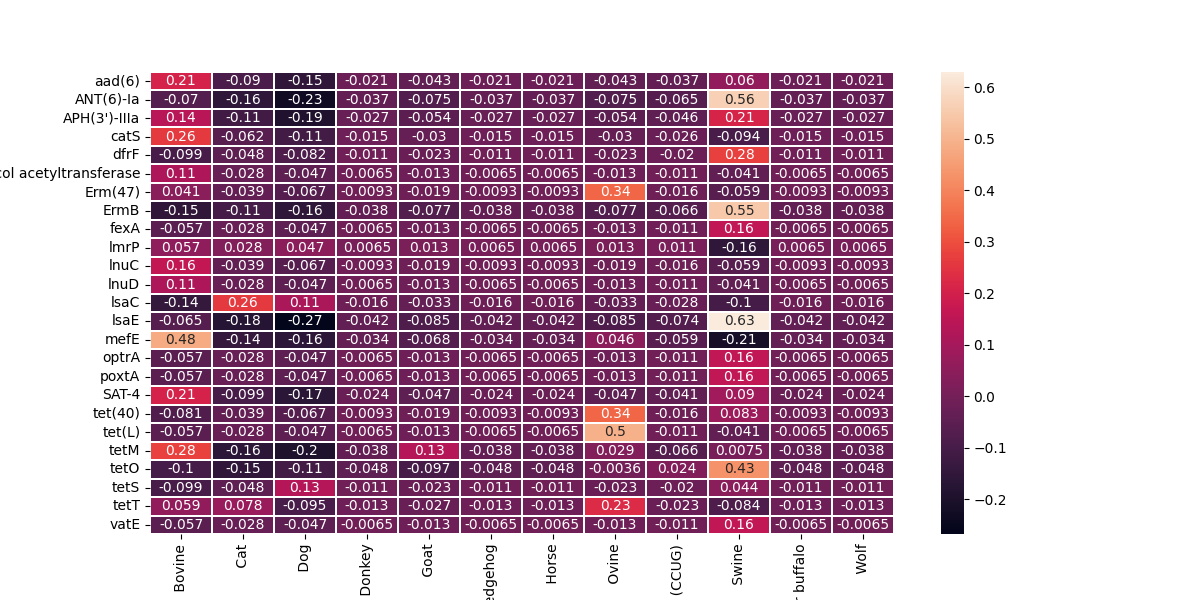 aad(6) 0.21 -0.09 -0.15 -0.021 -0.043 -0.021 -0.021 -0.043 -0.037 0.06 -0.021 -0.021
ANT(6)-Ia -0.07 -0.16 -0.23 -0.037 -0.075 -0.037 -0.037 -0.075 -0.065 0.56 -0.037 -0.037
APH(3')-IIIa 0.14 -0.11 -0.19 -0.027 -0.054 -0.027 -0.027 -0.054 -0.046 0.21 -0.027 -0.027
catS 0.26 -0.062 -0.11 -0.015 -0.03 -0.015 -0.015 -0.03 -0.026 -0.094 -0.015 -0.015
dfrF -0.099 -0.048 -0.082 -0.011 -0.023 -0.011 -0.011 -0.023 -0.02 0.28 -0.011 -0.011
col acetyltransferase 0.11 -0.028 -0.047 -0.0065 -0.013 -0.0065 -0.0065 -0.013 -0.011 -0.041 -0.0065 -0.0065
Erm(47) 0.041 -0.039 -0.067 -0.0093 -0.019 -0.0093 -0.0093 0.34 -0.016 -0.059 -0.0093 -0.0093
ErmB -0.15 -0.11 -0.16 -0.038 -0.077 -0.038 -0.038 -0.077 -0.066 0.55 -0.038 -0.038
fexA -0.057 -0.028 -0.047 -0.0065 -0.013 -0.0065 -0.0065 -0.013 -0.011 0.16 -0.0065 -0.0065
lmrP 0.057 0.028 0.047 0.0065 0.013 0.0065 0.0065 0.013 0.011 -0.16 0.0065 0.0065
lnuC 0.16 -0.039 -0.067 -0.0093 -0.019 -0.0093 -0.0093 -0.019 -0.016 -0.059 -0.0093 -0.0093
lnuD 0.11 -0.028 -0.047 -0.0065 -0.013 -0.0065 -0.0065 -0.013 -0.011 -0.041 -0.0065 -0.0065
lsaC -0.14 0.26 0.11 -0.016 -0.033 -0.016 -0.016 -0.033 -0.028 -0.1 -0.016 -0.016
lsaE -0.065 -0.18 -0.27 -0.042 -0.085 -0.042 -0.042 -0.085 -0.074 0.63 -0.042 -0.042
mefE 0.48 -0.14 -0.16 -0.034 -0.068 -0.034 -0.034 0.046 -0.059 -0.21 -0.034 -0.034
optrA -0.057 -0.028 -0.047 -0.0065 -0.013 -0.0065 -0.0065 -0.013 -0.011 0.16 -0.0065 -0.0065
poxtA -0.057 -0.028 -0.047 -0.0065 -0.013 -0.0065 -0.0065 -0.013 -0.011 0.16 -0.0065 -0.0065
SAT-4 0.21 -0.099 -0.17 -0.024 -0.047 -0.024 -0.024 -0.047 -0.041 0.09 -0.024 -0.024
tet(40) -0.081 -0.039 -0.067 -0.0093 -0.019 -0.0093 -0.0093 0.34 -0.016 0.083 -0.0093 -0.0093
tet(L) -0.057 -0.028 -0.047 -0.0065 -0.013 -0.0065 -0.0065 0.5 -0.011 -0.041 -0.0065 -0.0065
tetM 0.28 -0.16 -0.2 -0.038 0.13 -0.038 -0.038 0.029 -0.066 0.0075 -0.038 -0.038
tetO -0.1 -0.15 -0.11 -0.048 -0.097 -0.048 -0.048 -0.0036 0.024 0.43 -0.048 -0.048
tetS -0.099 -0.048 0.13 -0.011 -0.023 -0.011 -0.011 -0.023 -0.02 0.044 -0.011 -0.011
tetT 0.059 0.078 -0.095 -0.013 -0.027 -0.013 -0.013 0.23 -0.023 -0.084 -0.013 -0.013
vatE -0.057 -0.028 -0.047 -0.0065 -0.013 -0.0065 -0.0065 -0.013 -0.011 0.16 -0.0065 -0.0065
Bovine Cat Dog Donkey Goat edgehog Horse Ovine (CCUG) Swine buffalo Wolf
0.6
0.5
0.4
0.3
0.2
0.1
0.0
−0.1
−0.2